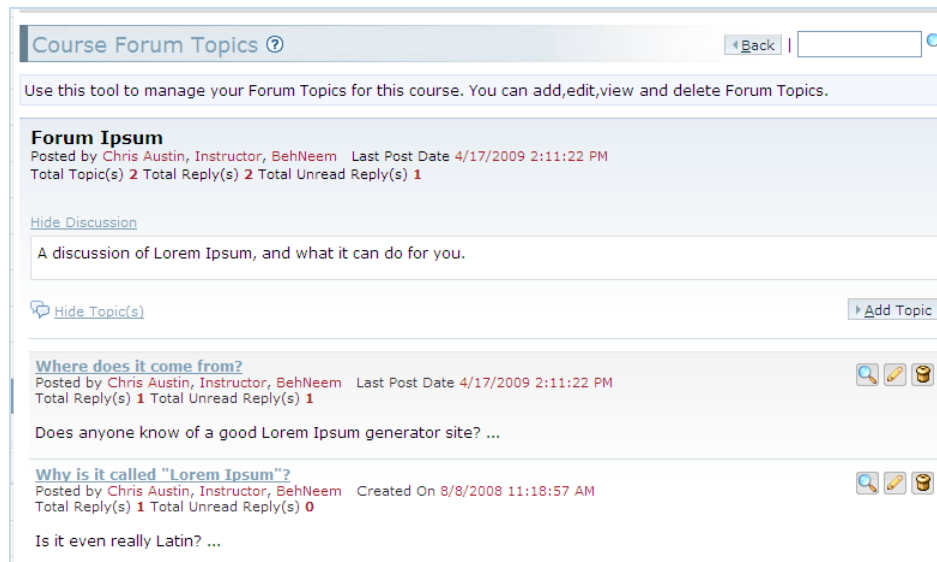 Course Forum Topics
Back |
Use this tool to manage your Forum Topics for this course. You can add,edit,view and delete Forum Topics.
Forum Ipsum
Posted by Chris Austin, Instructor, BehNeem Last Post Date 4/17/2009 2:11:22 PM
Total Topic(s) 2 Total Reply(s) 2 Total Unread Reply(s) 1
Hide Discussion
A discussion of Lorem Ipsum, and what it can do for you.
Hide Topic(s)
Add Topic
Where does it come from?
Posted by Chris Austin, Instructor, BehNeem Last Post Date 4/17/2009 2:11:22 PM
Total Reply(s) 1 Total Unread Reply(s) 1
Does anyone know of a good Lorem Ipsum generator site? ...
Why is it called "Lorem Ipsum"?
Posted by Chris Austin, Instructor, BehNeem Created On 8/8/2008 11:18:57 AM
Total Reply(s) 1 Total Unread Reply(s) 0
Is it even really Latin? ...